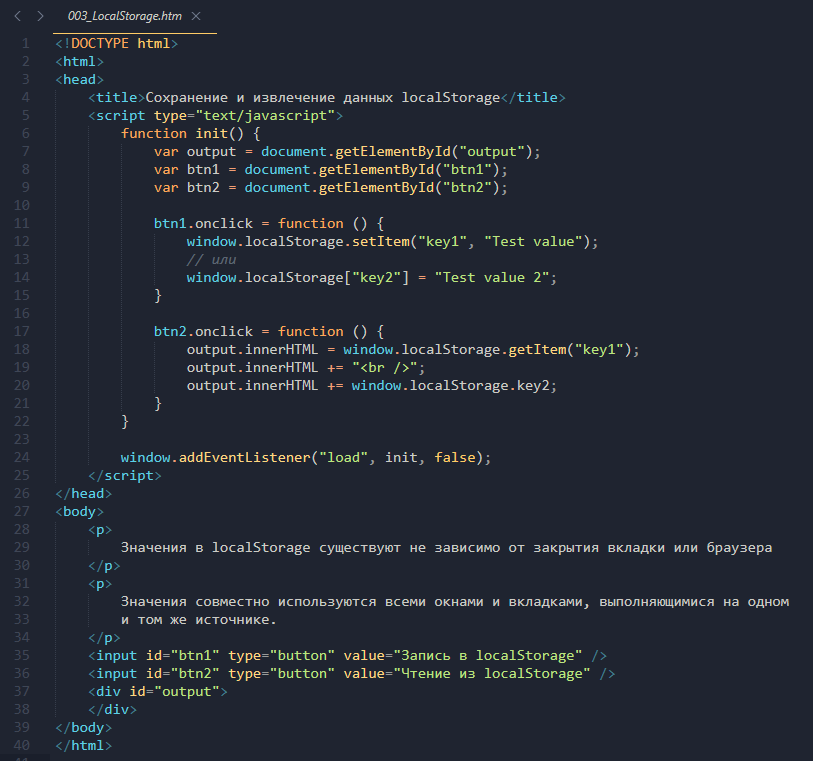 003_LocalStorage.htm
1 <!DOCTYPE html>
2 <html>
3 <head>
4     <title>Сохранение и извлечение данных localStorage</title>
5     <script type="text/javascript">
6         function init() {
7             var output = document.getElementById("output");
8             var btn1 = document.getElementById("btn1");
9             var btn2 = document.getElementById("btn2");
10
11             btn1.onclick = function () {
12                 window.localStorage.setItem("key1", "Test value");
13                 // или
14                 window.localStorage["key2"] = "Test value 2";
15             }
16
17             btn2.onclick = function () {
18                 output.innerHTML = window.localStorage.getItem("key1");
19                 output.innerHTML += "<br />";
20                 output.innerHTML += window.localStorage.key2;
21             }
22         }
23
24         window.addEventListener("load", init, false);
25     </script>
26 </head>
27 <body>
28     <p>
29         Значения в localStorage существуют не зависимо от закрытия вкладки или браузера
30     </p>
31     <p>
32         Значения совместно используются всеми окнами и вкладками, выполняющимися на одном
33         и том же источнике.
34     </p>
35     <input id="btn1" type="button" value="Запись в localStorage" />
36     <input id="btn2" type="button" value="Чтение из localStorage" />
37     <div id="output">
38     </div>
39 </body>
40 </html>